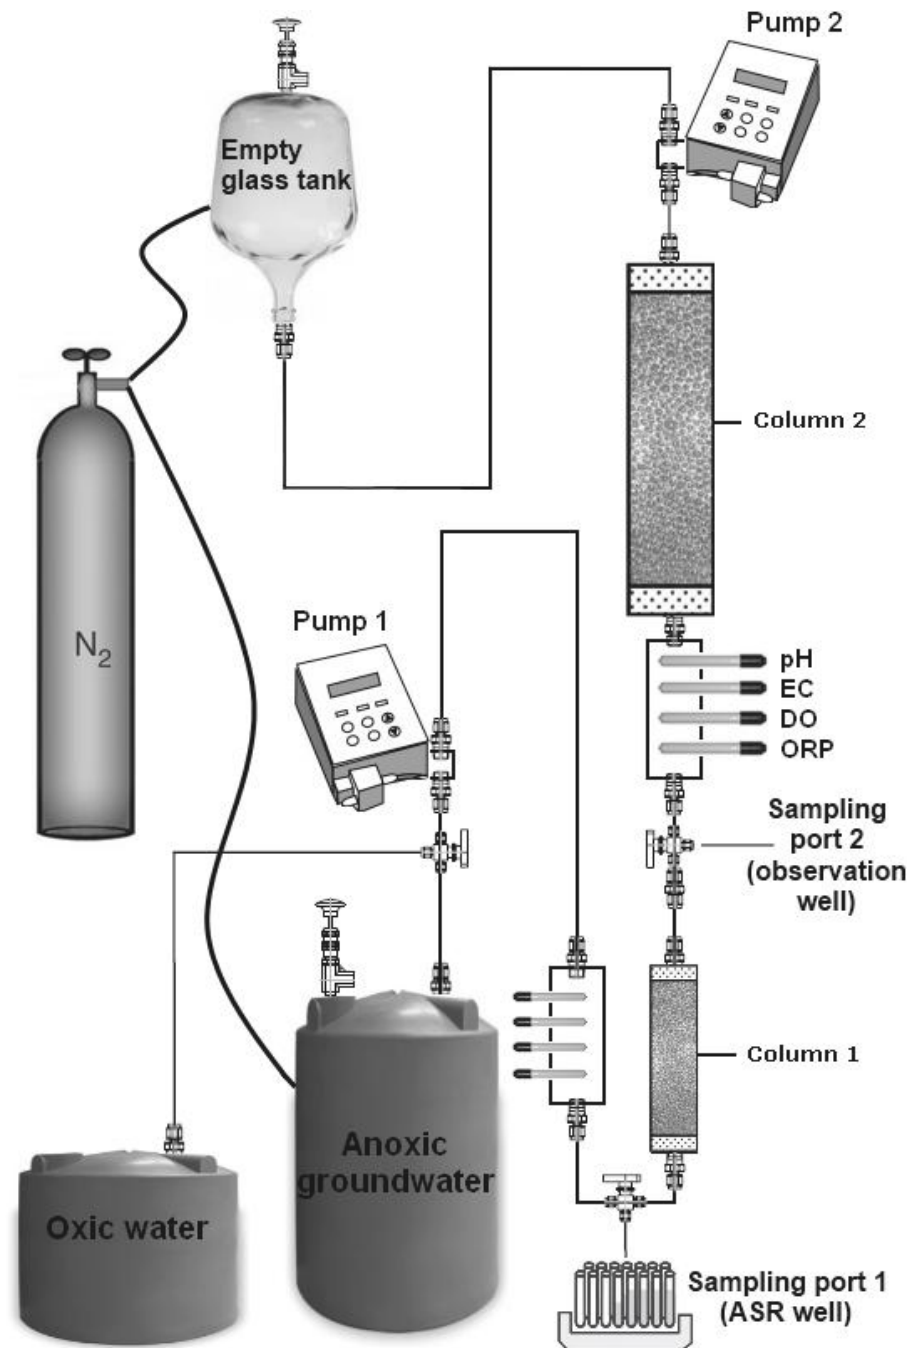 Pump 2
Empty
glass tank
Column 2
N2
Pump 1
pH
EC
DO
ORP
Sampling
port 2
(observation
well)
Column 1
Anoxic
groundwater
Oxic water
Sampling port 1
(ASR well)